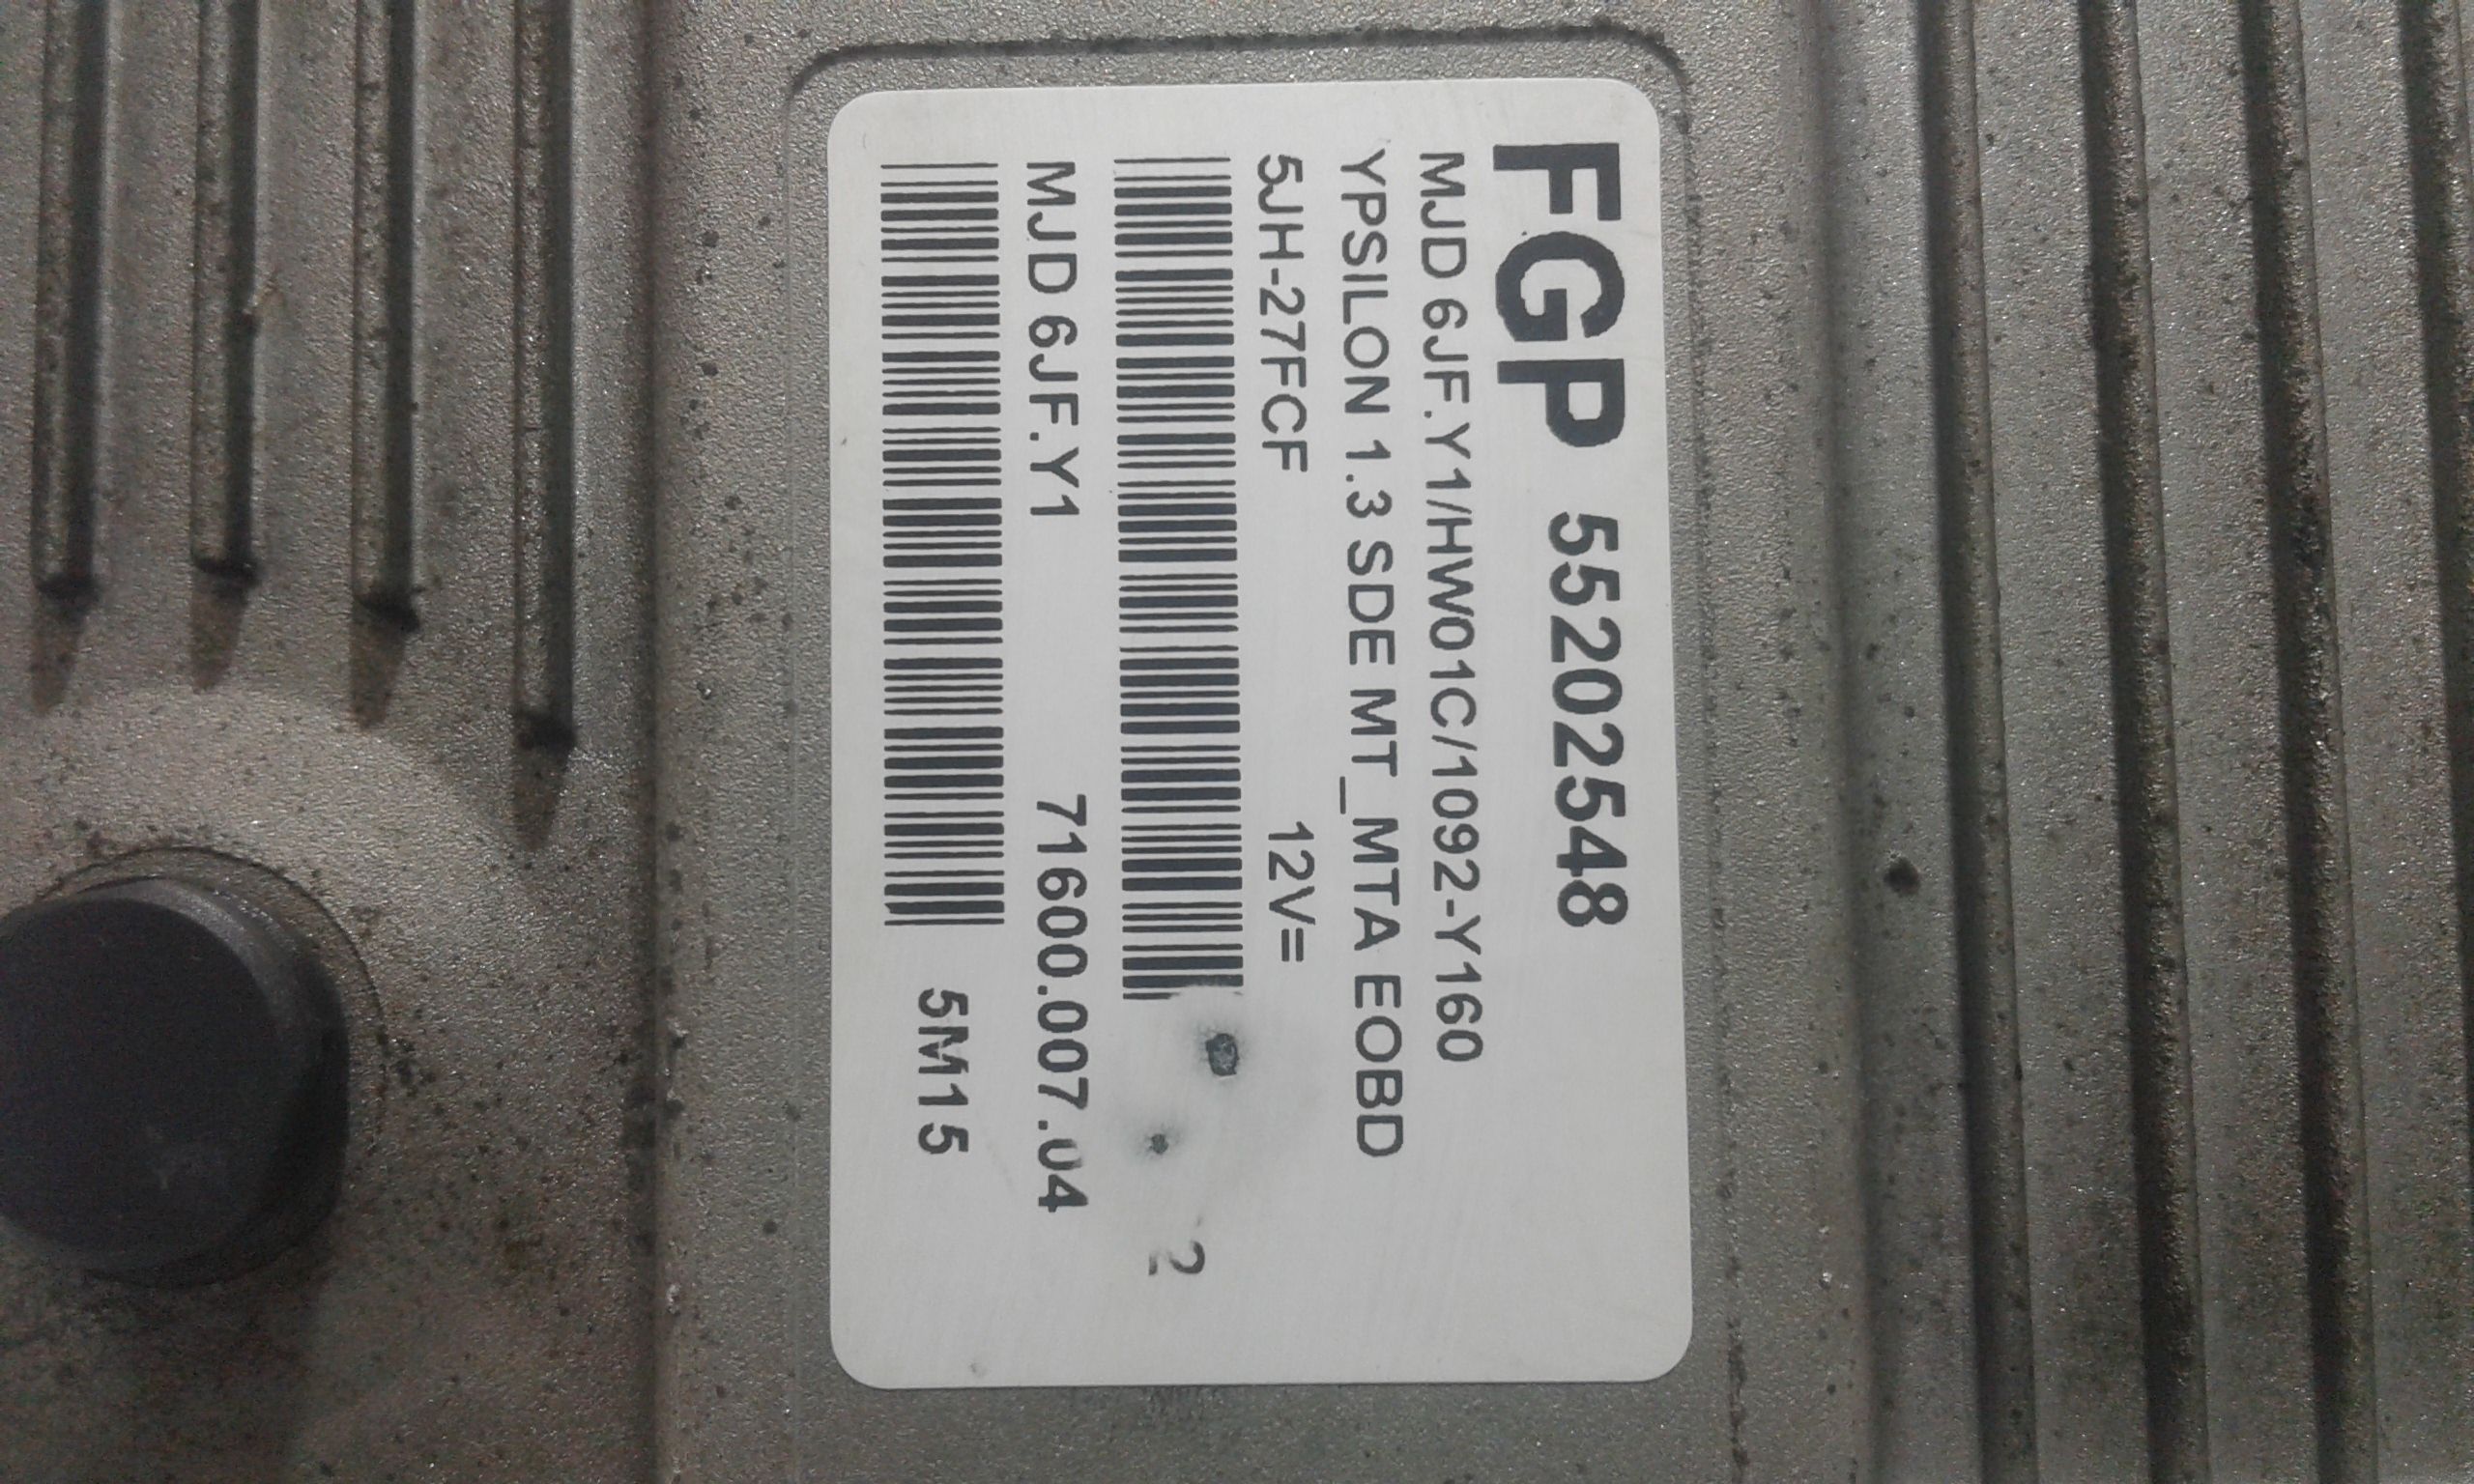 FGP 55202548
MJD 6JF.Y1/HW01C/1092-Y160
YPSILON 1.3 SDE MT_MTA EOBD
5JH-27FCF 12V=
2
MJD 6JF.Y1 71600.007.04
5M15